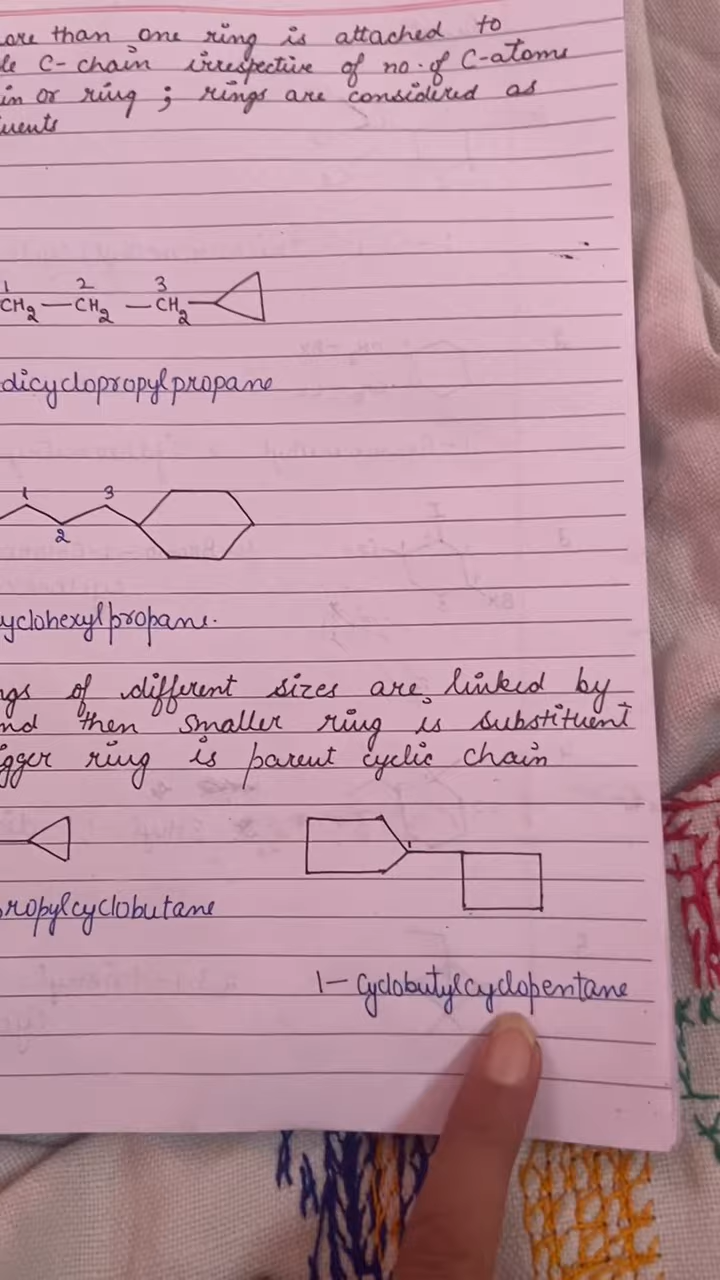 ore than one ring is attached to
le C-chain irrespective of no. of C-atoms
in or ring ; rings are considered as
uents
1 2 3
CH2 — CH2 — CH2
dicyclopropylpropane
1 3
2
yclohexylpropane.
ngs of different sizes are linked by
nd then smaller ring is substituent
igger ring is parent cyclic chain
1
ropylcyclobutane
1- Cyclobutylcyclopentane